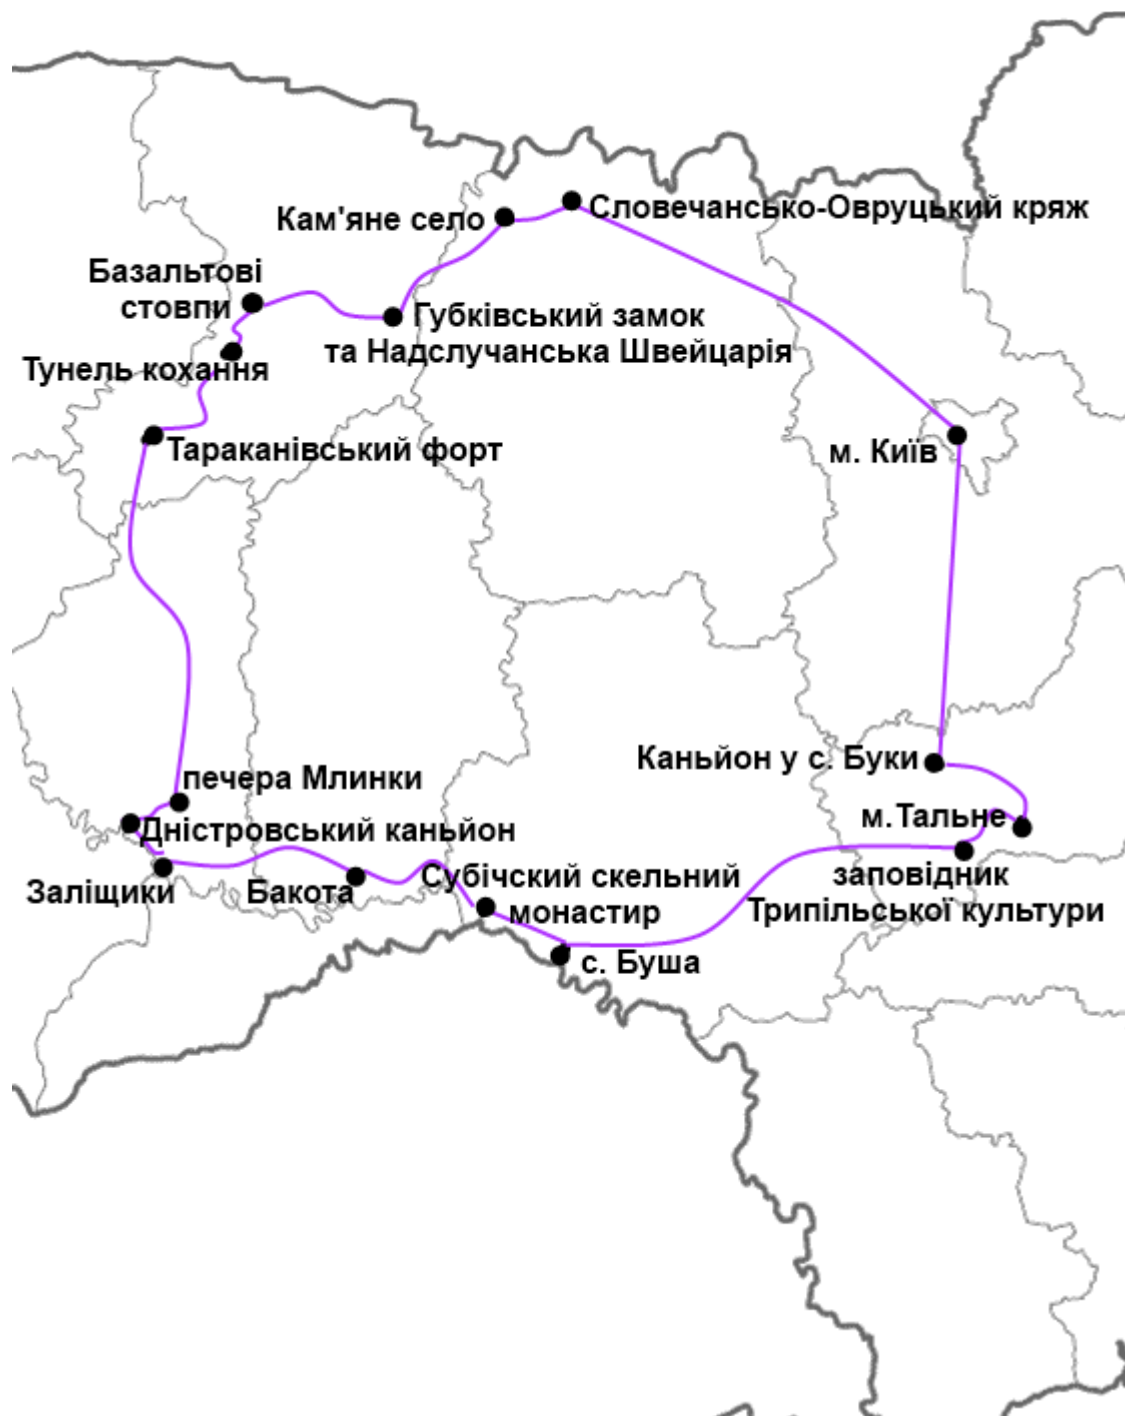 Словечансько-Овруцький кряж
Кам'яне село
Базальтові
стовпи
Губківський замок
та Надслучанська Швейцарія
Тунель кохання
Тараканівський форт
м. Київ
Каньйон у с. Буки
печера Млинки
м.Тальне
Дністровський каньйон
заповідник
Трипільської культури
Субічский скельний
монастир
Заліщики
Бакота
с. Буша